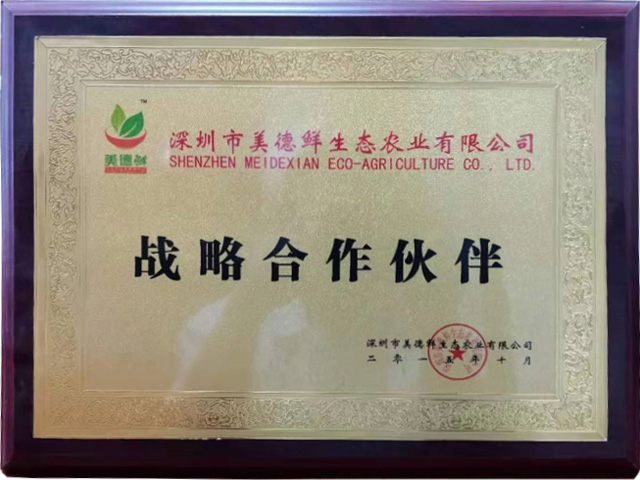 TM
美德鲜
深圳市美德鲜生态农业有限公司
SHENZHEN MEIDEXIAN ECO-AGRICULTURE CO., LTD.
战略合作伙伴
深圳市美德鲜生态农业有限公司
二零一五年十月